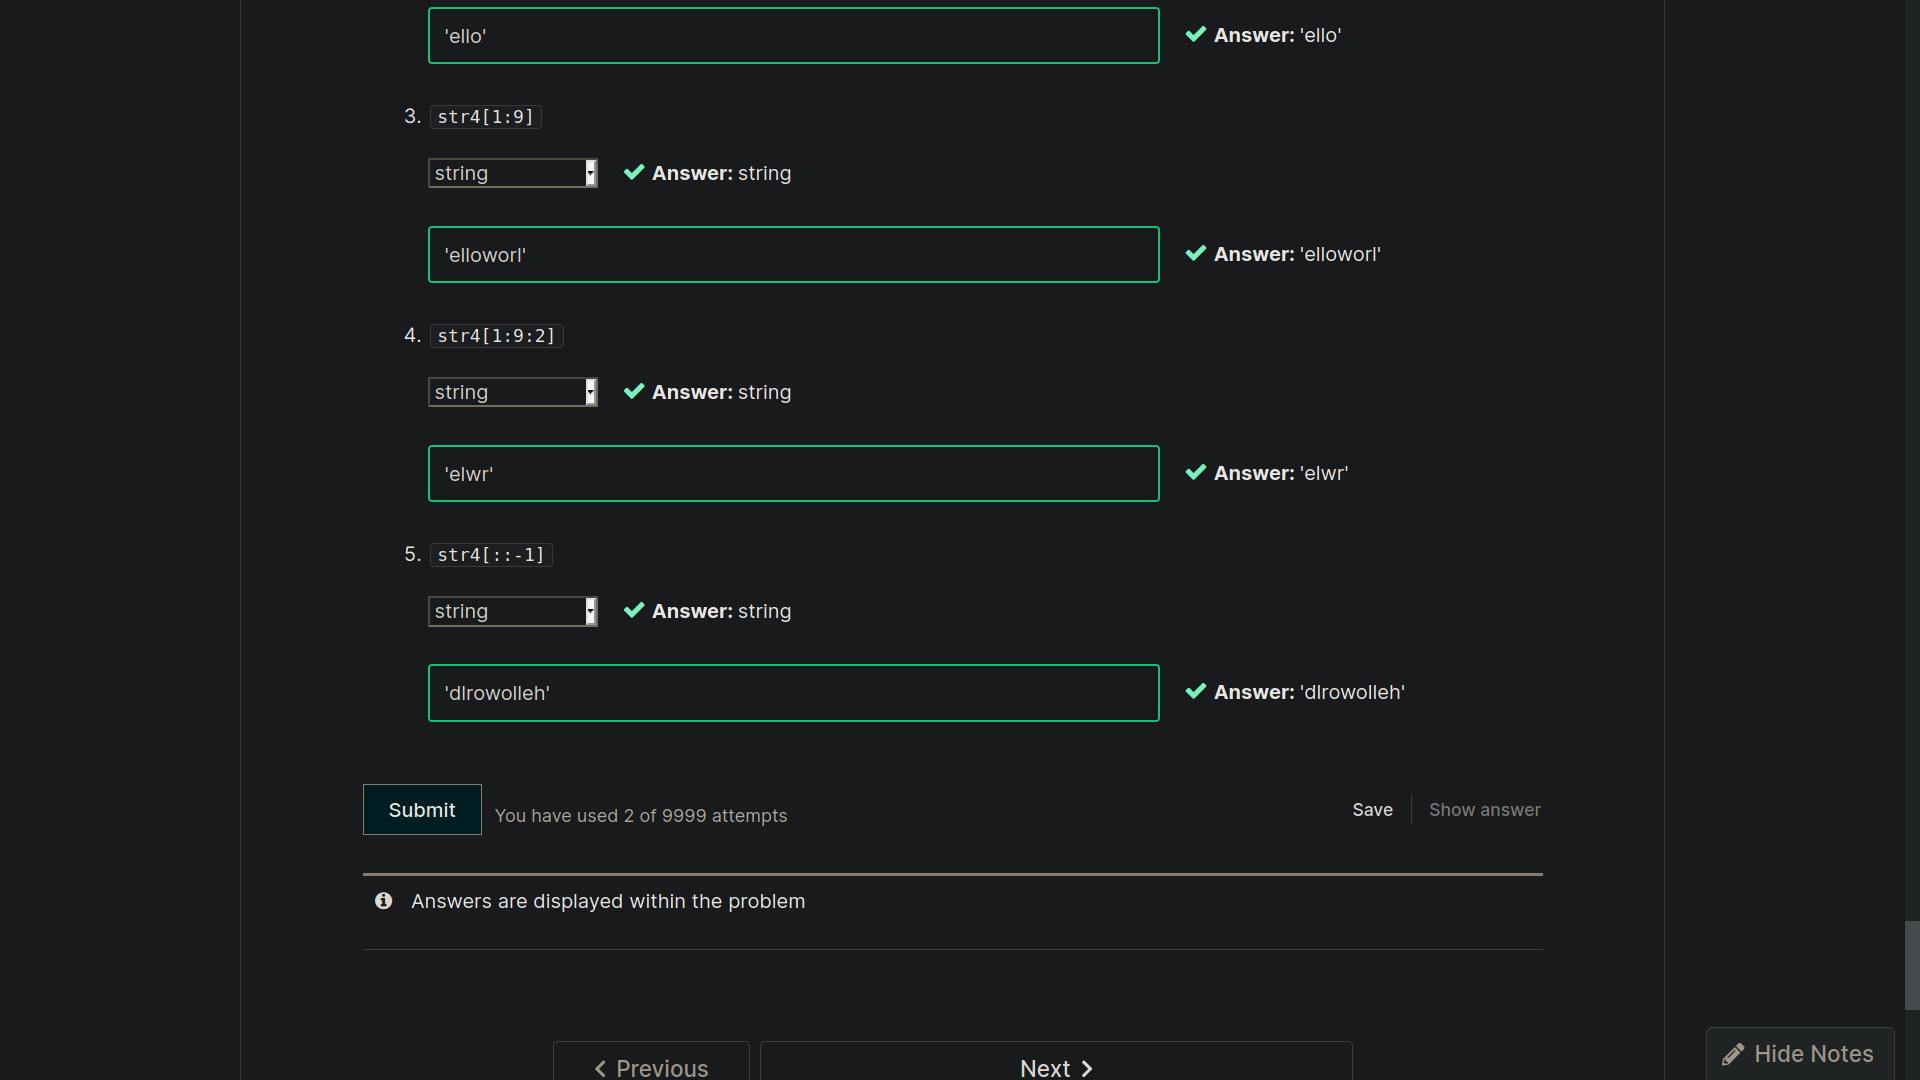 'ello'
Answer: 'ello'
3. str4[1:9]
string
Answer: string
'elloworl'
Answer: 'elloworl'
4. str4[1:9:2]
string
Answer: string
'elwr'
Answer: 'elwr'
5. str4[::-1]
string
Answer: string
'dlrowolleh'
Answer: 'dlrowolleh'
Submit
You have used 2 of 9999 attempts
Save
Show answer
Answers are displayed within the problem
Previous
Next
Hide Notes